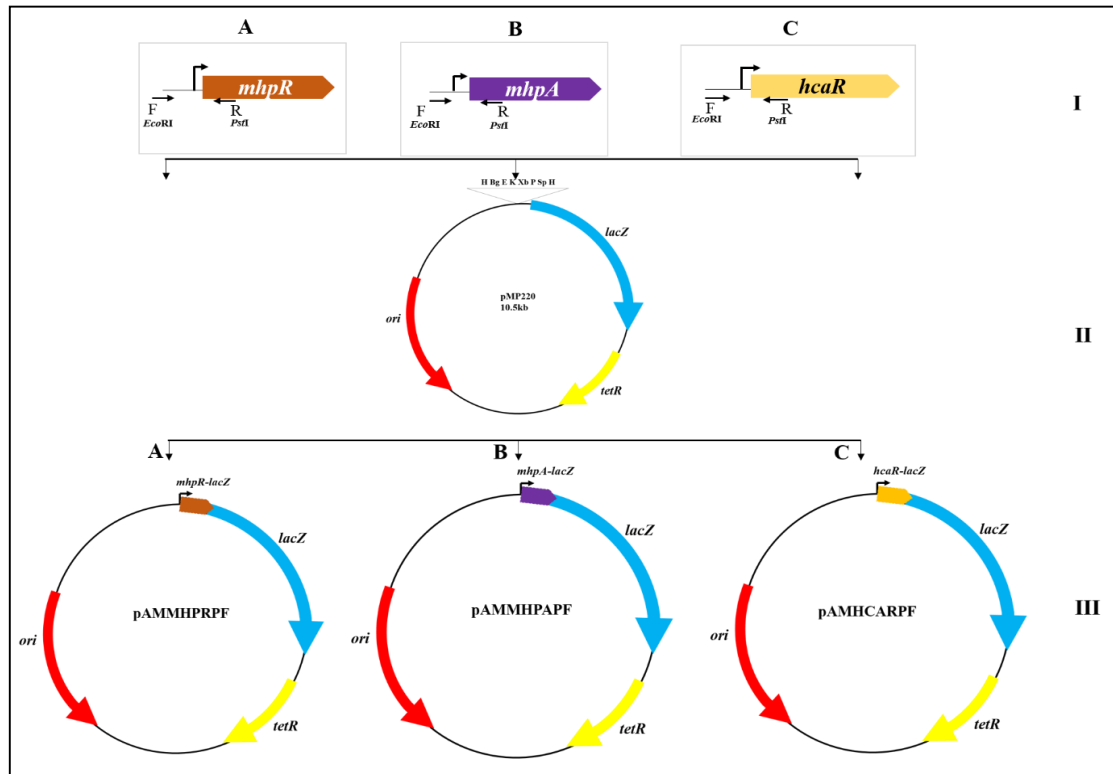 A
B
C
mhpR
F
EcoRI
R
PstI
mhpA
F
EcoRI
R
PstI
hcaR
F
EcoRI
R
PstI
I
H Bg E K Xb P Sp H
lacZ
pMP220
10.5kb
ori
tetR
II
A
B
C
mhpR-lacZ
lacZ
pAMMHPRPF
ori
tetR
mhpA-lacZ
lacZ
pAMMHPAPF
ori
tetR
hcaR-lacZ
lacZ
pAMHCARPF
ori
tetR
III